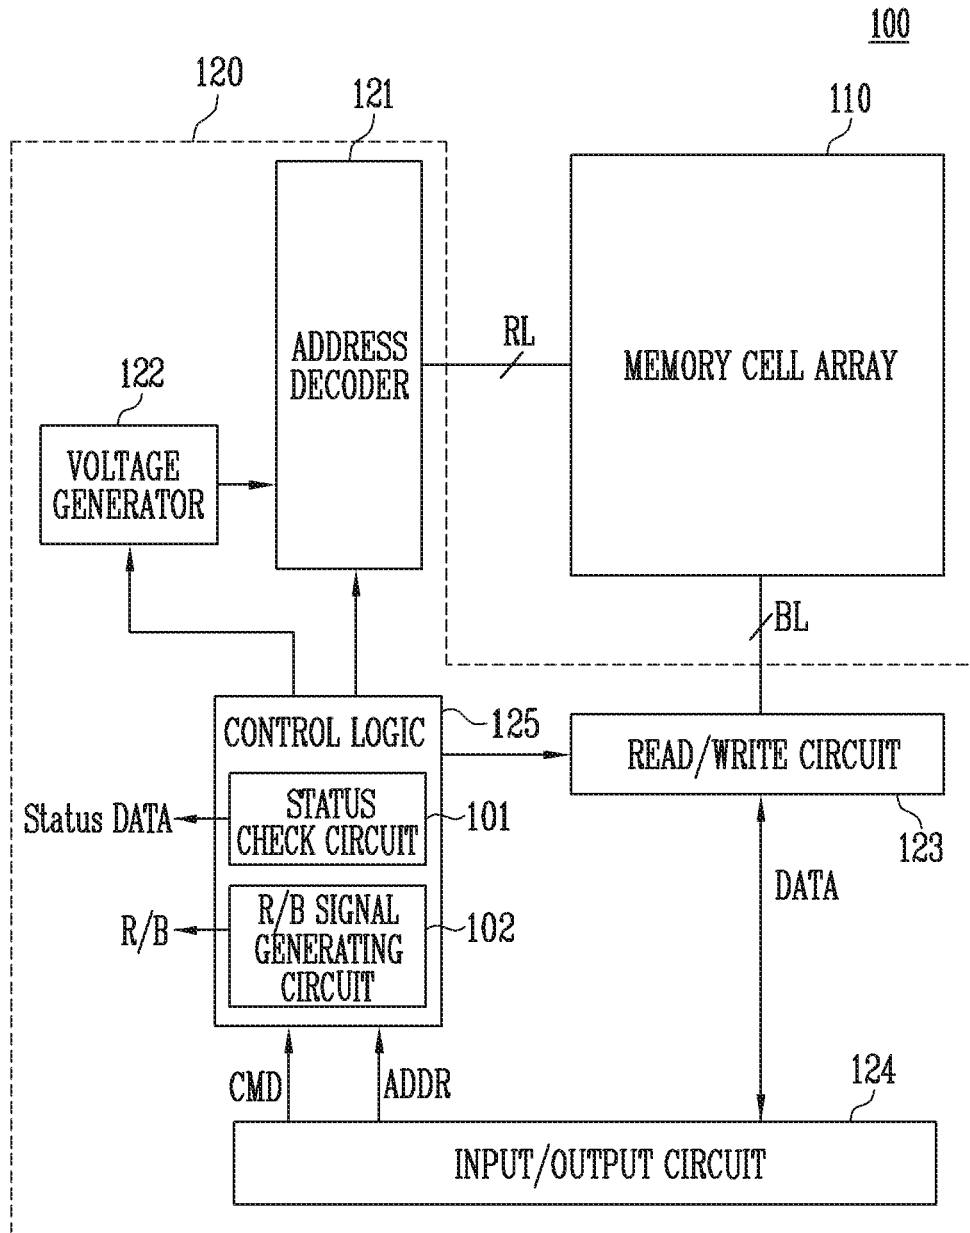 100
120
121
110
ADDRESS
DECODER
RL
MEMORY CELL ARRAY
122
VOLTAGE
GENERATOR
BL
CONTROL LOGIC
125
READ/WRITE CIRCUIT
123
Status DATA
STATUS
CHECK CIRCUIT
101
DATA
R/B
R/B SIGNAL
GENERATING
CIRCUIT
102
CMD
ADDR
124
INPUT/OUTPUT CIRCUIT